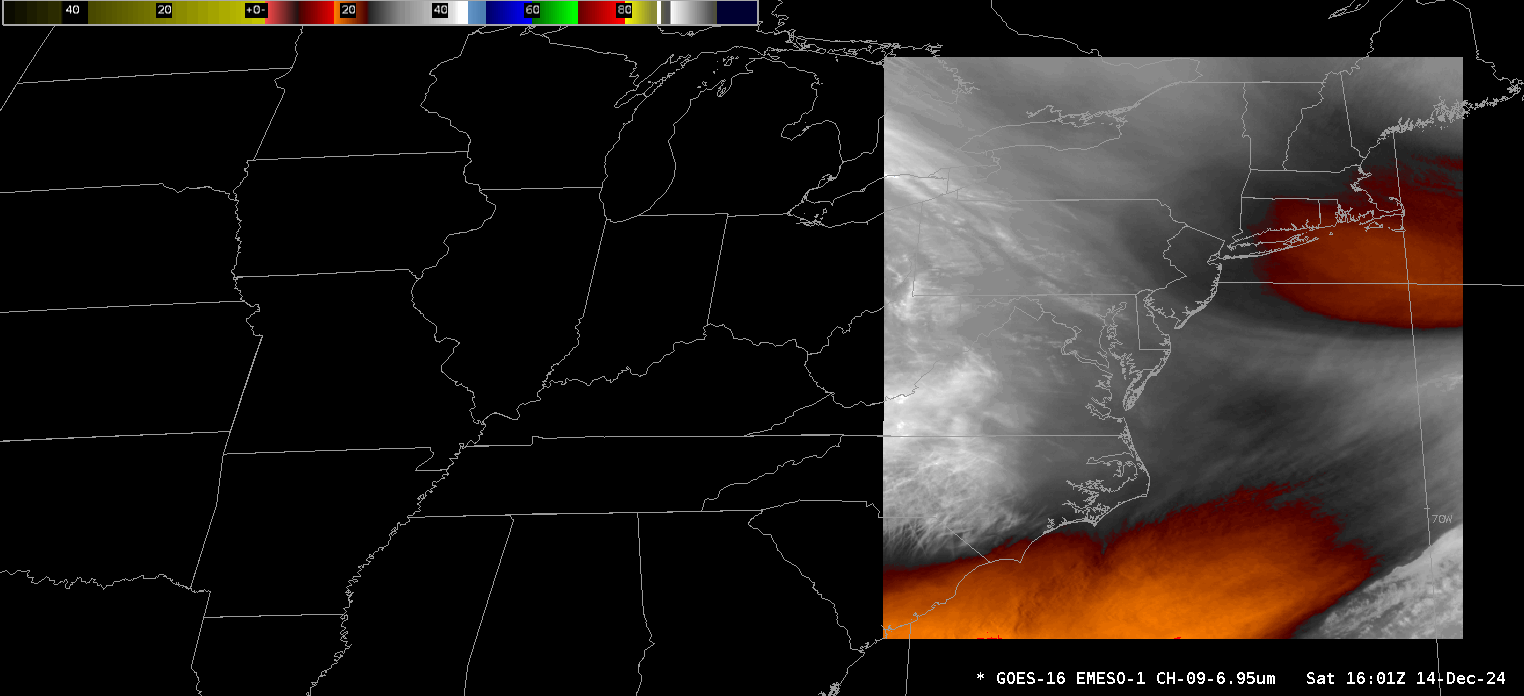 40 20 +0- 20 40 60 80
70W
* GOES-16 EMESO-1 CH-09-6.95um Sat 16:01Z 14-Dec-24